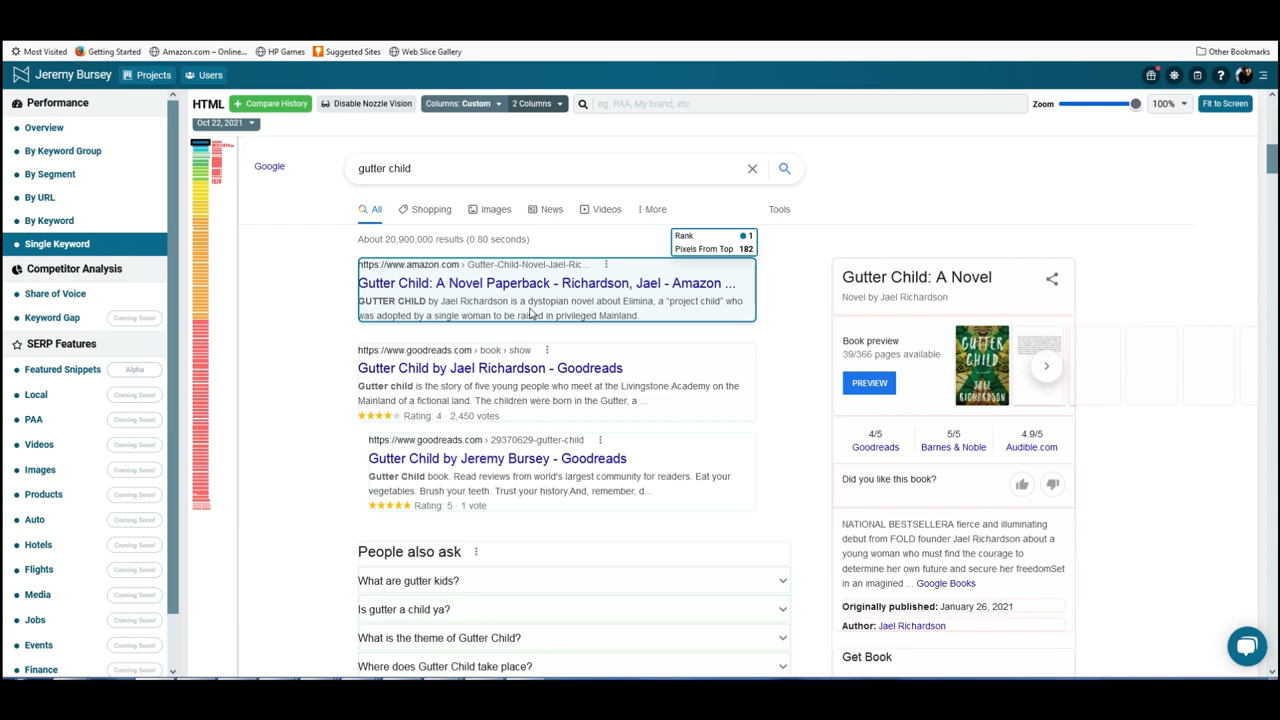 Most Visited Getting Started Amazon.com – Online... HP Games Suggested Sites Web Slice Gallery Other Bookmarks
Jeremy Bursey Projects Users
Performance
Overview
By Keyword Group
By Segment
By URL
By Keyword
Single Keyword
Competitor Analysis
Share of Voice
Keyword Gap Coming Soon!
SERP Features
Featured Snippets Alpha
Local Coming Soon!
PAA Coming Soon!
Videos Coming Soon!
Images Coming Soon!
Products Coming Soon!
Auto Coming Soon!
Hotels Coming Soon!
Flights Coming Soon!
Media Coming Soon!
Jobs Coming Soon!
Events Coming Soon!
Finance Coming Soon!
HTML + Compare History Disable Nozzle Vision Columns: Custom 2 Columns eg. PAA, My brand, etc Zoom 100% Fit to Screen
Oct 22, 2021
Google gutter child
All Shopping Images News Videos More Tools
About 20,900,000 results (0.80 seconds)
Rank 1
Pixels From Top 182
https://www.amazon.com › Gutter-Child-Novel-Jael-Ric...
Gutter Child: A Novel Paperback - Richardson, Jael - Amazon ...
GUTTER CHILD by Jael Richardson is a dystopian novel about Elimina, a “project child” who
was adopted by a single woman to be raised in privileged Mainland.
https://www.goodreads.com › book › show
Gutter Child by Jael Richardson - Goodreads
Gutter child is the story of five young people who meet at the Livingstone Academy on the
Mainland of a fictional land. The children were born in the Gutter, a ...
Rating: 4 · 2,450 votes
https://www.goodreads.com › 29370629-gutter-child
Gutter Child by Jeremy Bursey - Goodreads
Gutter Child book. Read reviews from world's largest community for readers. Eat your
vegetables. Brush your teeth. Trust your history.And, remember, d...
Rating: 5 · 1 vote
People also ask
What are gutter kids?
Is gutter a child ya?
What is the theme of Gutter Child?
Where does Gutter Child take place?
Gutter Child: A Novel
Novel by Jael Richardson
Book preview
39/366 pages available
PREVIEW
GUTTER
CHILD
JAEL
RICHARDSON
4/5 5/5 4.9/5
Goodreads Barnes & Noble Audible.com
Did you like this book?
NATIONAL BESTSELLERA fierce and illuminating
debut from FOLD founder Jael Richardson about a
young woman who must find the courage to
determine her own future and secure her freedomSet
in an imagined ... Google Books
Originally published: January 26, 2021
Author: Jael Richardson
Get Book